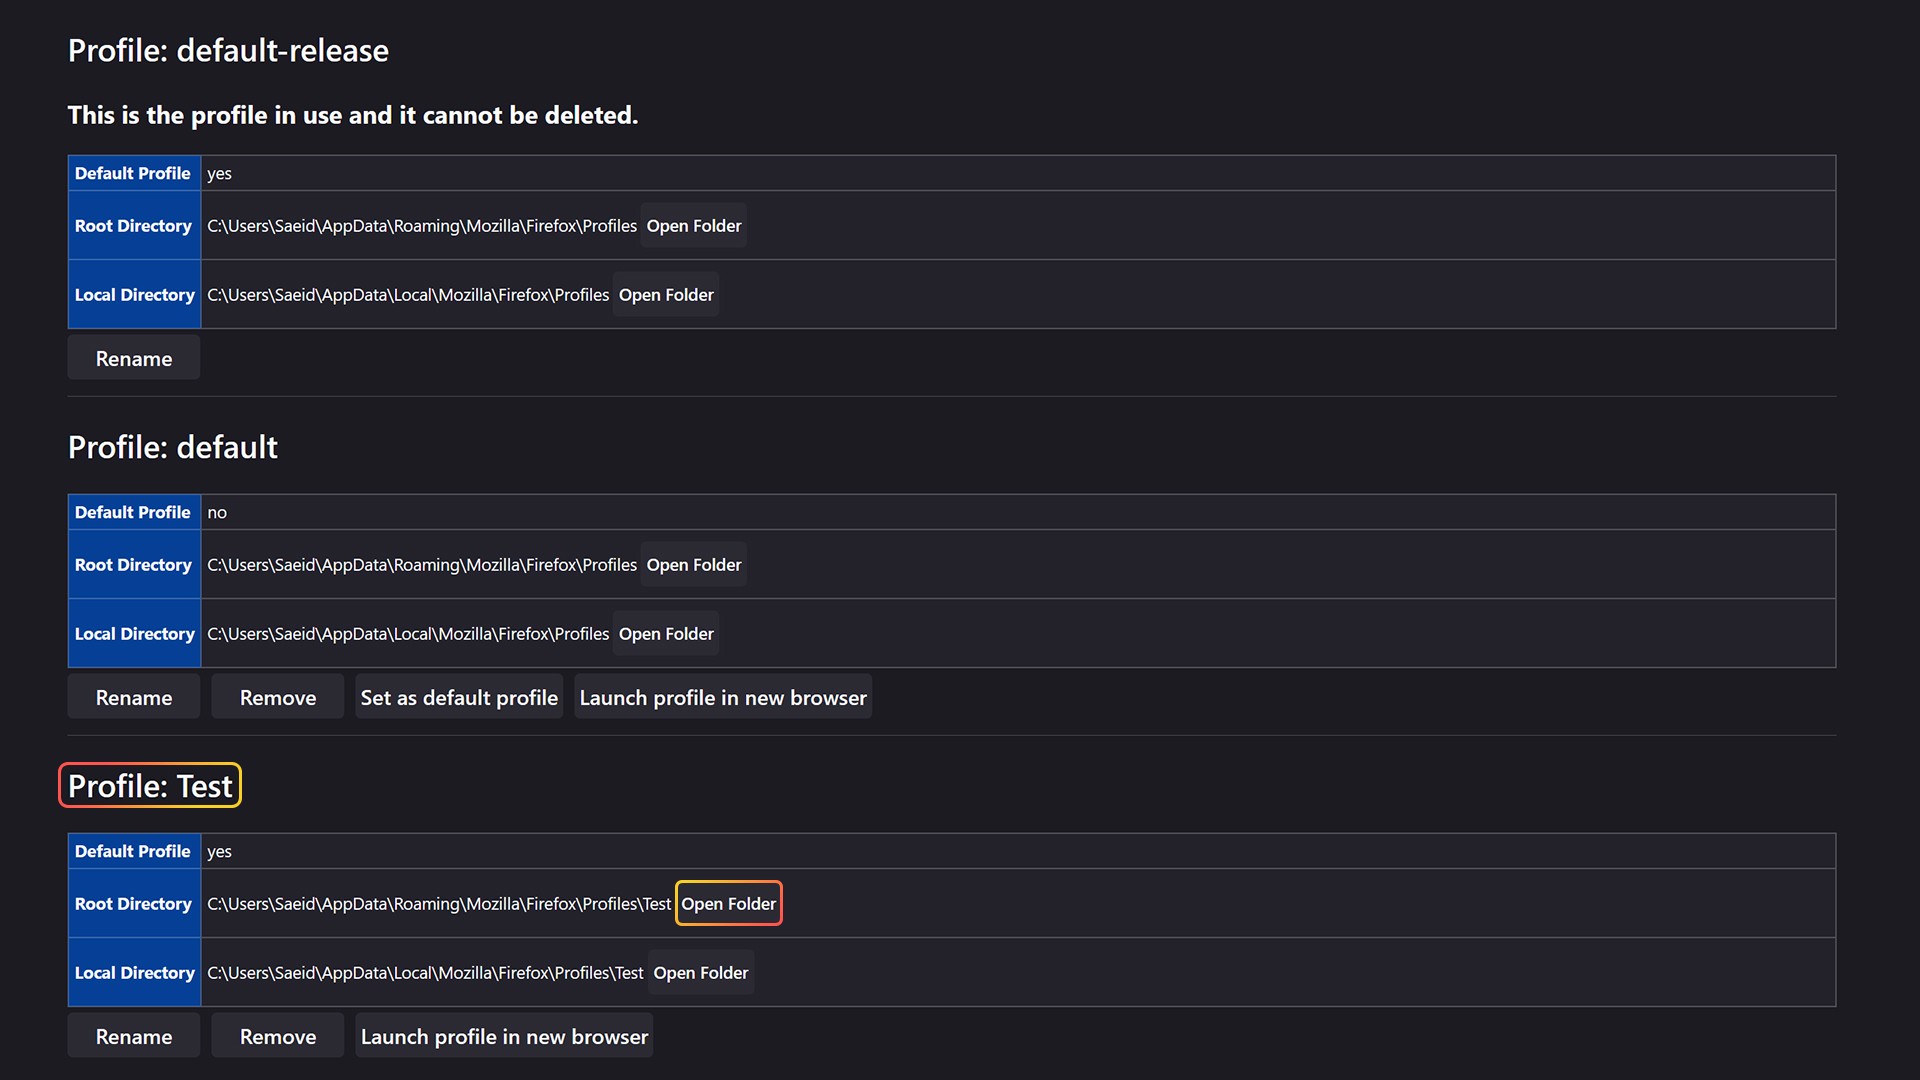 Profile: default-release
This is the profile in use and it cannot be deleted.
Default Profile yes
Root Directory C:\Users\Saeid\AppData\Roaming\Mozilla\Firefox\Profiles Open Folder
Local Directory C:\Users\Saeid\AppData\Local\Mozilla\Firefox\Profiles Open Folder
Rename
Profile: default
Default Profile no
Root Directory C:\Users\Saeid\AppData\Roaming\Mozilla\Firefox\Profiles Open Folder
Local Directory C:\Users\Saeid\AppData\Local\Mozilla\Firefox\Profiles Open Folder
Rename Remove Set as default profile Launch profile in new browser
Profile: Test
Default Profile yes
Root Directory C:\Users\Saeid\AppData\Roaming\Mozilla\Firefox\Profiles\Test Open Folder
Local Directory C:\Users\Saeid\AppData\Local\Mozilla\Firefox\Profiles\Test Open Folder
Rename Remove Launch profile in new browser